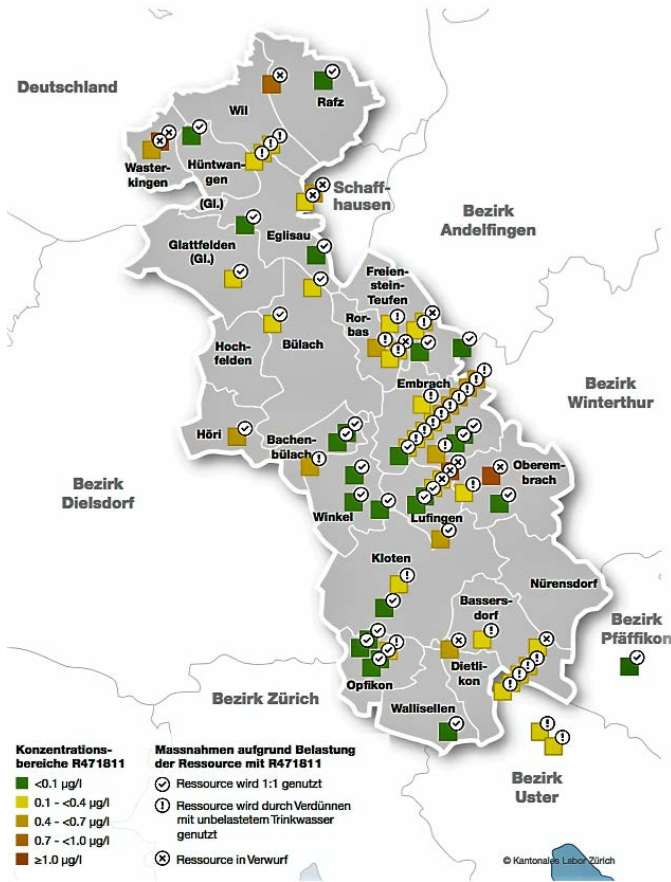 Deutschland
Wil
Rafz
Waster-
kingen
Hüntwan-
gen
(Gl.)
Schaff-
hausen
Bezirk
Andelfingen
Eglisau
Glattfelden
(Gl.)
Freien-
stein-
Teufen
Ror-
bas
Hoch-
felden
Bülach
Embrach
Bezirk
Winterthur
Höri
Bachen-
bülach
Oberem-
brach
Bezirk
Dielsdorf
Winkel
Lufingen
Kloten
Nürensdorf
Bassers-
dorf
Bezirk
Pfäffikon
Dietli-
kon
Opfikon
Bezirk Zürich
Wallisellen
Bezirk
Uster
Konzentrations-
bereiche R471811
<0.1 µg/l
0.1 - <0.4 µg/l
0.4 - <0.7 µg/l
0.7 - <1.0 µg/l
≥1.0 µg/l
Massnahmen aufgrund Belastung
der Ressource mit R471811
Ressource wird 1:1 genutzt
Ressource wird durch Verdünnen
mit unbelastetem Trinkwasser
genutzt
Ressource in Verwurf
© Kantonales Labor Zürich